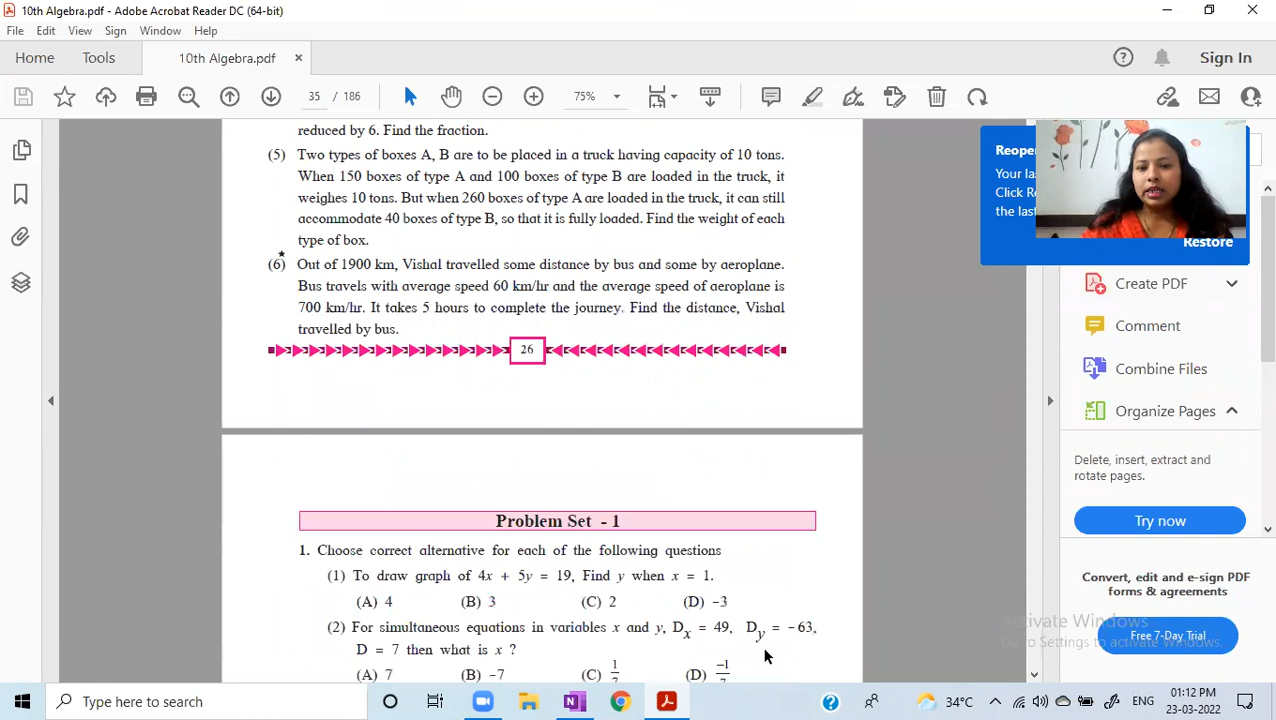 10th Algebra.pdf - Adobe Acrobat Reader DC (64-bit)
File Edit View Sign Window Help
Home Tools 10th Algebra.pdf × Sign In
35 / 186 75%
reduced by 6. Find the fraction.
(5) Two types of boxes A, B are to be placed in a truck having capacity of 10 tons.
When 150 boxes of type A and 100 boxes of type B are loaded in the truck, it
weighes 10 tons. But when 260 boxes of type A are loaded in the truck, it can still
accommodate 40 boxes of type B, so that it is fully loaded. Find the weight of each
type of box.
(6) Out of 1900 km, Vishal travelled some distance by bus and some by aeroplane.
Bus travels with average speed 60 km/hr and the average speed of aeroplane is
700 km/hr. It takes 5 hours to complete the journey. Find the distance, Vishal
travelled by bus.
26
Problem Set - 1
1. Choose correct alternative for each of the following questions
(1) To draw graph of 4x + 5y = 19, Find y when x = 1.
(A) 4 (B) 3 (C) 2 (D) -3
(2) For simultaneous equations in variables x and y, Dx = 49, Dy = -63,
D = 7 then what is x ?
(A) 7 (B) -7 (C) 1/7 (D) -1/7
Reope
Your la
Click R
the last
Restore
Create PDF
Comment
Combine Files
Organize Pages
Delete, insert, extract and
rotate pages.
Try now
Convert, edit and e-sign PDF
forms & agreements
Activate Windows
Go to Settings to activate Windows.
Free 7-Day Trial
Type here to search
34°C ENG 01:12 PM
23-03-2022